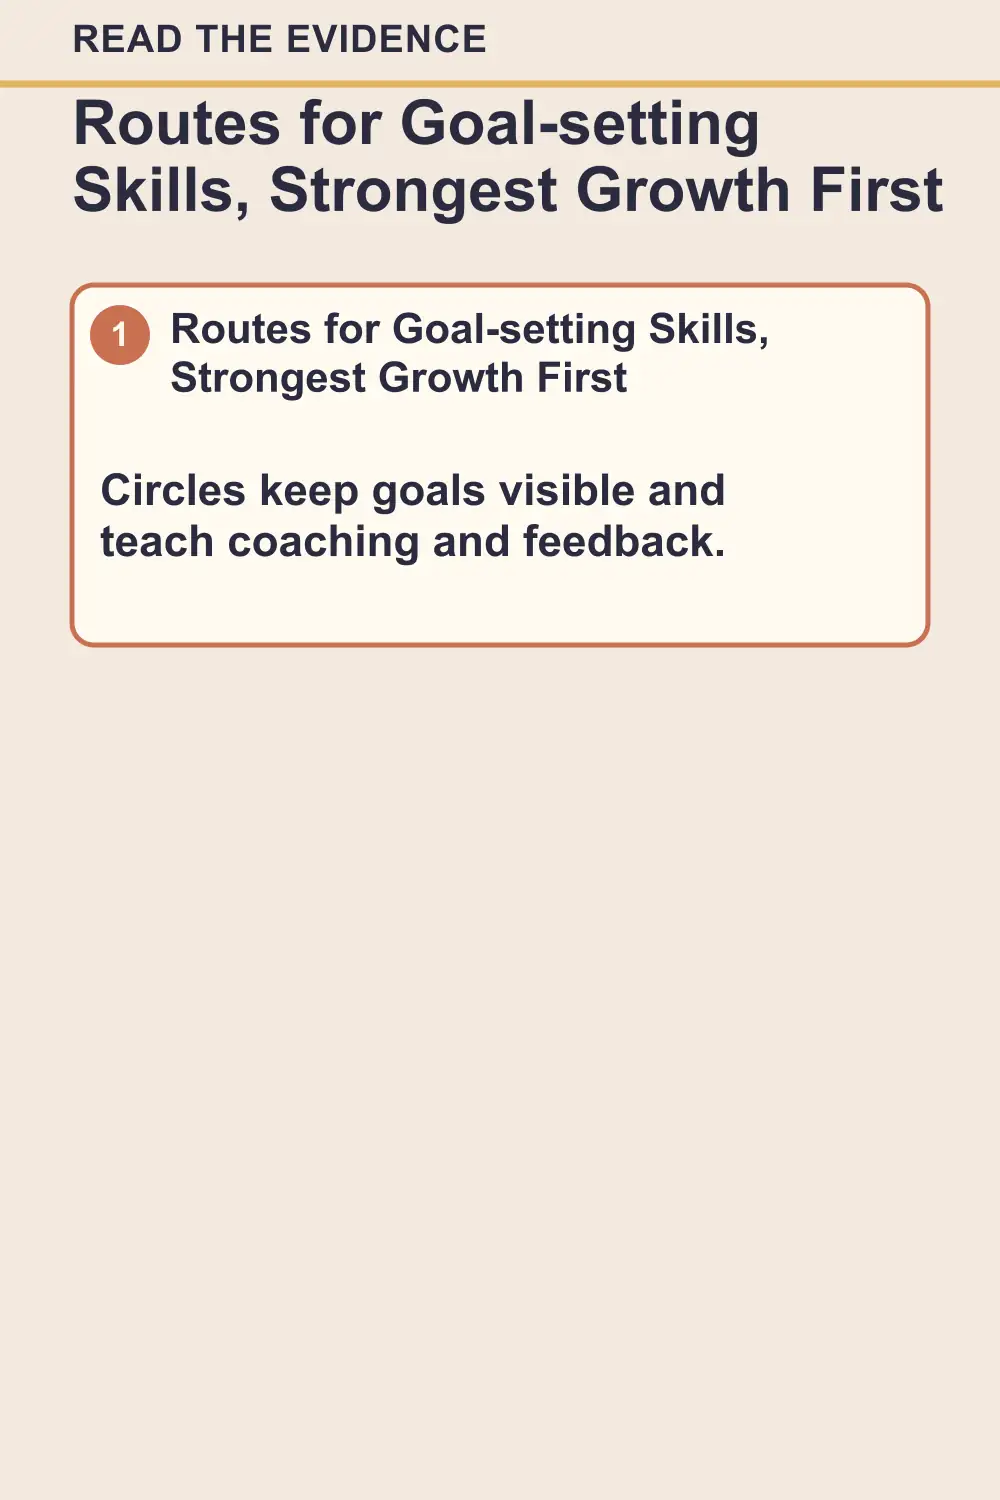 READ THE EVIDENCE
Routes for Goal-setting
Skills, Strongest Growth First
1
Routes for Goal-setting Skills,
Strongest Growth First
Circles keep goals visible and
teach coaching and feedback.